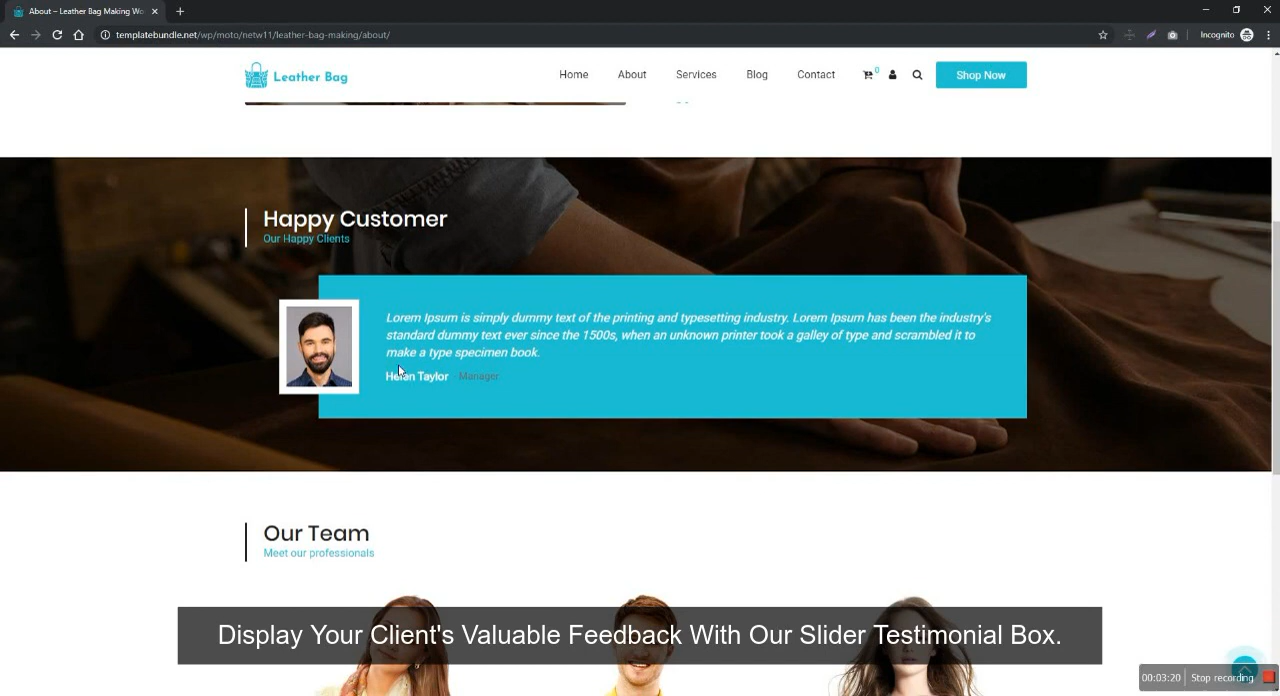 About – Leather Bag Making Wo
templatebundle.net/wp/moto/netw11/leather-bag-making/about/
Incognito
Leather Bag
Home
About
Services
Blog
Contact
0
Shop Now
Happy Customer
Our Happy Clients
Lorem Ipsum is simply dummy text of the printing and typesetting industry. Lorem Ipsum has been the industry's
standard dummy text ever since the 1500s, when an unknown printer took a galley of type and scrambled it to
make a type specimen book.
Helen Taylor - Manager
Our Team
Meet our professionals
Display Your Client's Valuable Feedback With Our Slider Testimonial Box.
00:03:20 Stop recording